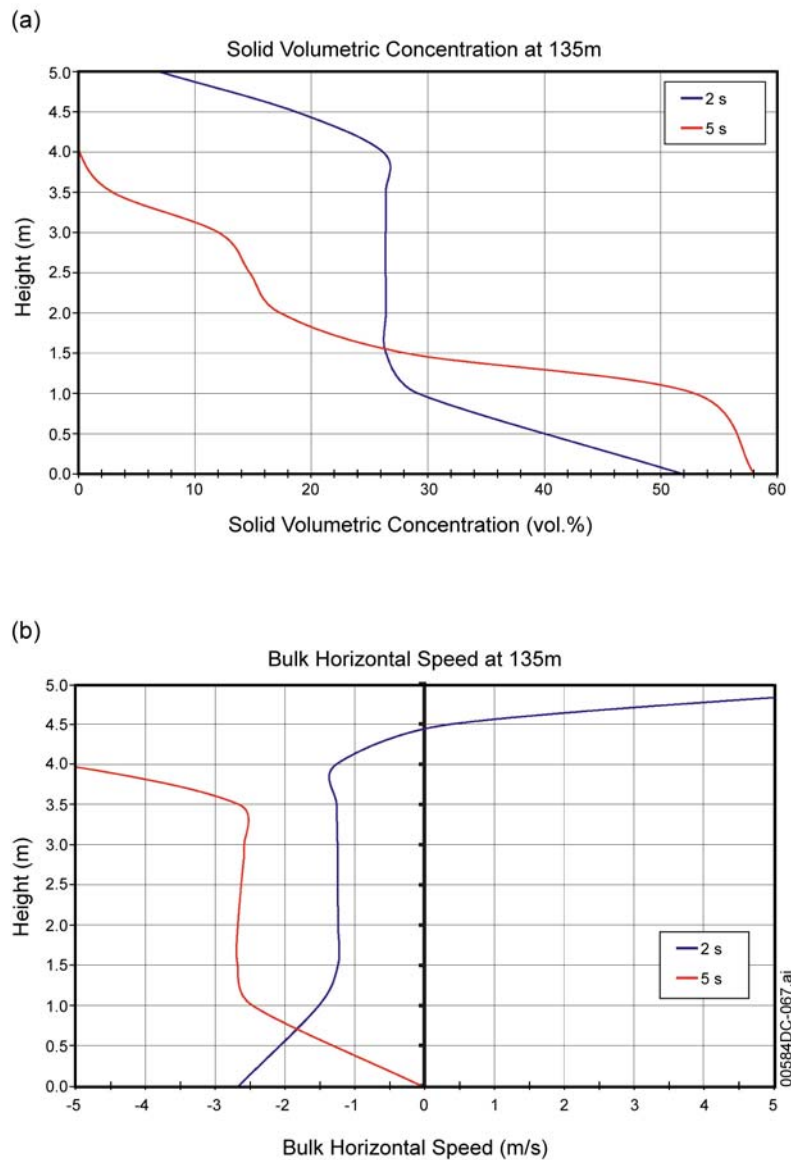 (a)
Solid Volumetric Concentration at 135m
5.0
4.5
4.0
3.5
3.0
2.5
2.0
1.5
1.0
0.5
0.0
Height (m)
2 s
5 s
0 10 20 30 40 50 60
Solid Volumetric Concentration (vol.%)
(b)
Bulk Horizontal Speed at 135m
5.0
4.5
4.0
3.5
3.0
2.5
2.0
1.5
1.0
0.5
0.0
Height (m)
2 s
5 s
-5 -4 -3 -2 -1 0 1 2 3 4 5
Bulk Horizontal Speed (m/s)
00584DC-067.ai